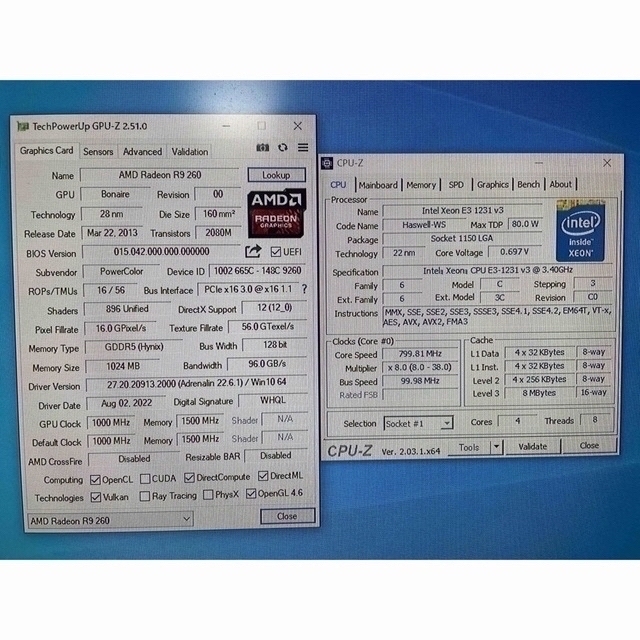 TechPowerUp GPU-Z 2.51.0
Graphics Card Sensors Advanced Validation
Name AMD Radeon R9 260 Lookup
GPU Bonaire Revision 00
AMD
RADEON
GRAPHICS
Technology 28 nm Die Size 160 mm²
Release Date Mar 22, 2013 Transistors 2080M
BIOS Version 015.042.000.000.000000 UEFI
Subvendor PowerColor Device ID 1002 665C - 148C 9260
ROPs/TMUs 16 / 56 Bus Interface PCIe x16 3.0 @ x16 1.1 ?
Shaders 896 Unified DirectX Support 12 (12_0)
Pixel Fillrate 16.0 GPixel/s Texture Fillrate 56.0 GTexel/s
Memory Type GDDR5 (Hynix) Bus Width 128 bit
Memory Size 1024 MB Bandwidth 96.0 GB/s
Driver Version 27.20.20913.2000 (Adrenalin 22.6.1) / Win10 64
Driver Date Aug 02, 2022 Digital Signature WHQL
GPU Clock 1000 MHz Memory 1500 MHz Shader N/A
Default Clock 1000 MHz Memory 1500 MHz Shader N/A
AMD CrossFire Disabled Resizable BAR Disabled
Computing OpenCL CUDA DirectCompute DirectML
Technologies Vulkan Ray Tracing PhysX OpenGL 4.6
AMD Radeon R9 260 Close
CPU-Z
CPU Mainboard Memory SPD Graphics Bench About
Processor
Name Intel Xeon E3 1231 v3
Code Name Haswell-WS Max TDP 80.0 W
Package Socket 1150 LGA
Technology 22 nm Core Voltage 0.697 V
intel
inside
XEON
Specification Intel Xeon CPU E3-1231 v3 @ 3.40GHz
Family 6 Model C Stepping 3
Ext. Family 6 Ext. Model 3C Revision C0
Instructions MMX, SSE, SSE2, SSE3, SSSE3, SSE4.1, SSE4.2, EM64T, VT-x,
AES, AVX, AVX2, FMA3
Clocks (Core #0)
Core Speed 799.81 MHz
Multiplier x 8.0 (8.0 - 38.0)
Bus Speed 99.98 MHz
Rated FSB
Cache
L1 Data 4 x 32 KBytes 8-way
L1 Inst. 4 x 32 KBytes 8-way
Level 2 4 x 256 KBytes 8-way
Level 3 8 MBytes 16-way
Selection Socket #1 Cores 4 Threads 8
CPU-Z Ver. 2.03.1.x64 Tools Validate Close